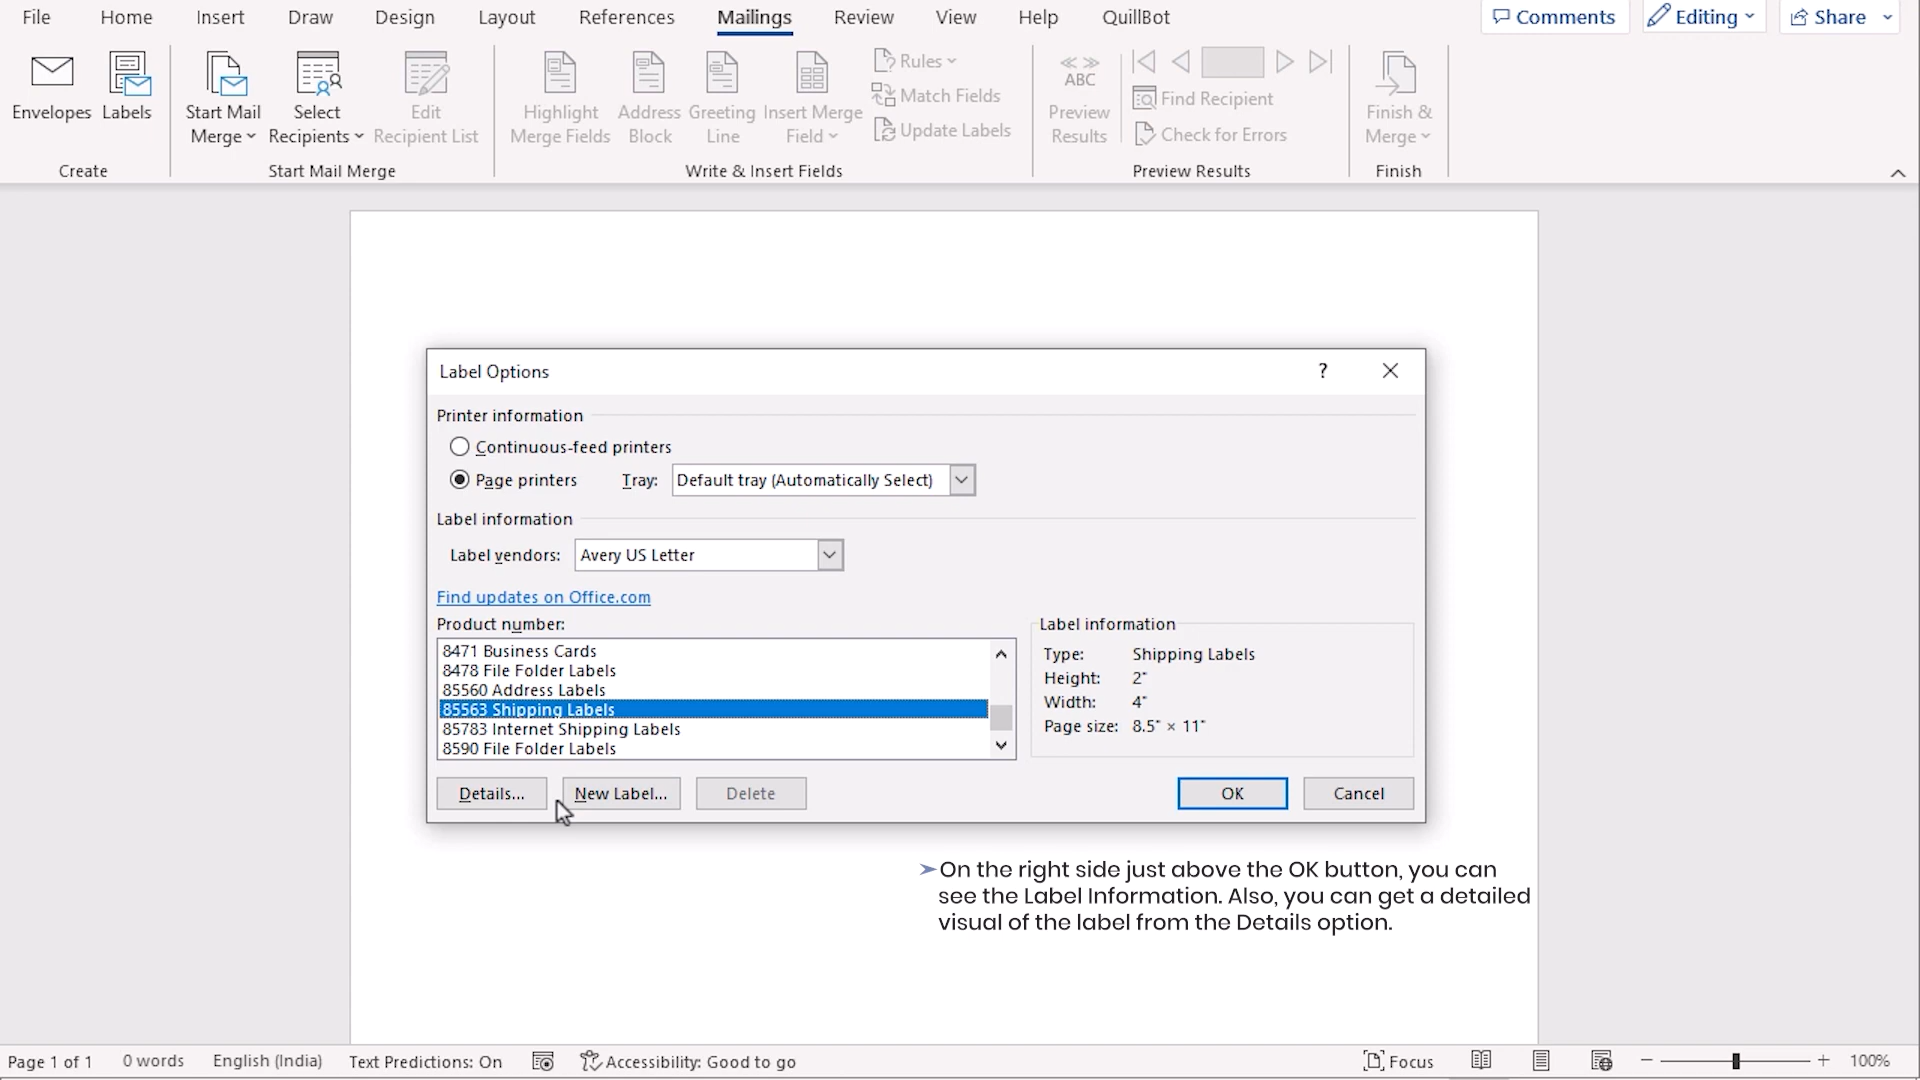 File Home Insert Draw Design Layout References Mailings Review View Help QuillBot Comments Editing Share
Envelopes Labels Start Mail Merge Select Recipients Edit Recipient List Highlight Merge Fields Address Block Greeting Line Insert Merge Field Rules Match Fields Update Labels ABC Preview Results Find Recipient Check for Errors Finish & Merge
Create Start Mail Merge Write & Insert Fields Preview Results Finish
Label Options ?
Printer information
Continuous-feed printers
Page printers Tray: Default tray (Automatically Select)
Label information
Label vendors: Avery US Letter
Find updates on Office.com
Product number:
8471 Business Cards
8478 File Folder Labels
85560 Address Labels
85563 Shipping Labels
85783 Internet Shipping Labels
8590 File Folder Labels
Label information
Type: Shipping Labels
Height: 2"
Width: 4"
Page size: 8.5" × 11"
Details... New Label... Delete OK Cancel
➢On the right side just above the OK button, you can
see the Label Information. Also, you can get a detailed
visual of the label from the Details option.
Page 1 of 1 0 words English (India) Text Predictions: On Accessibility: Good to go Focus 100%